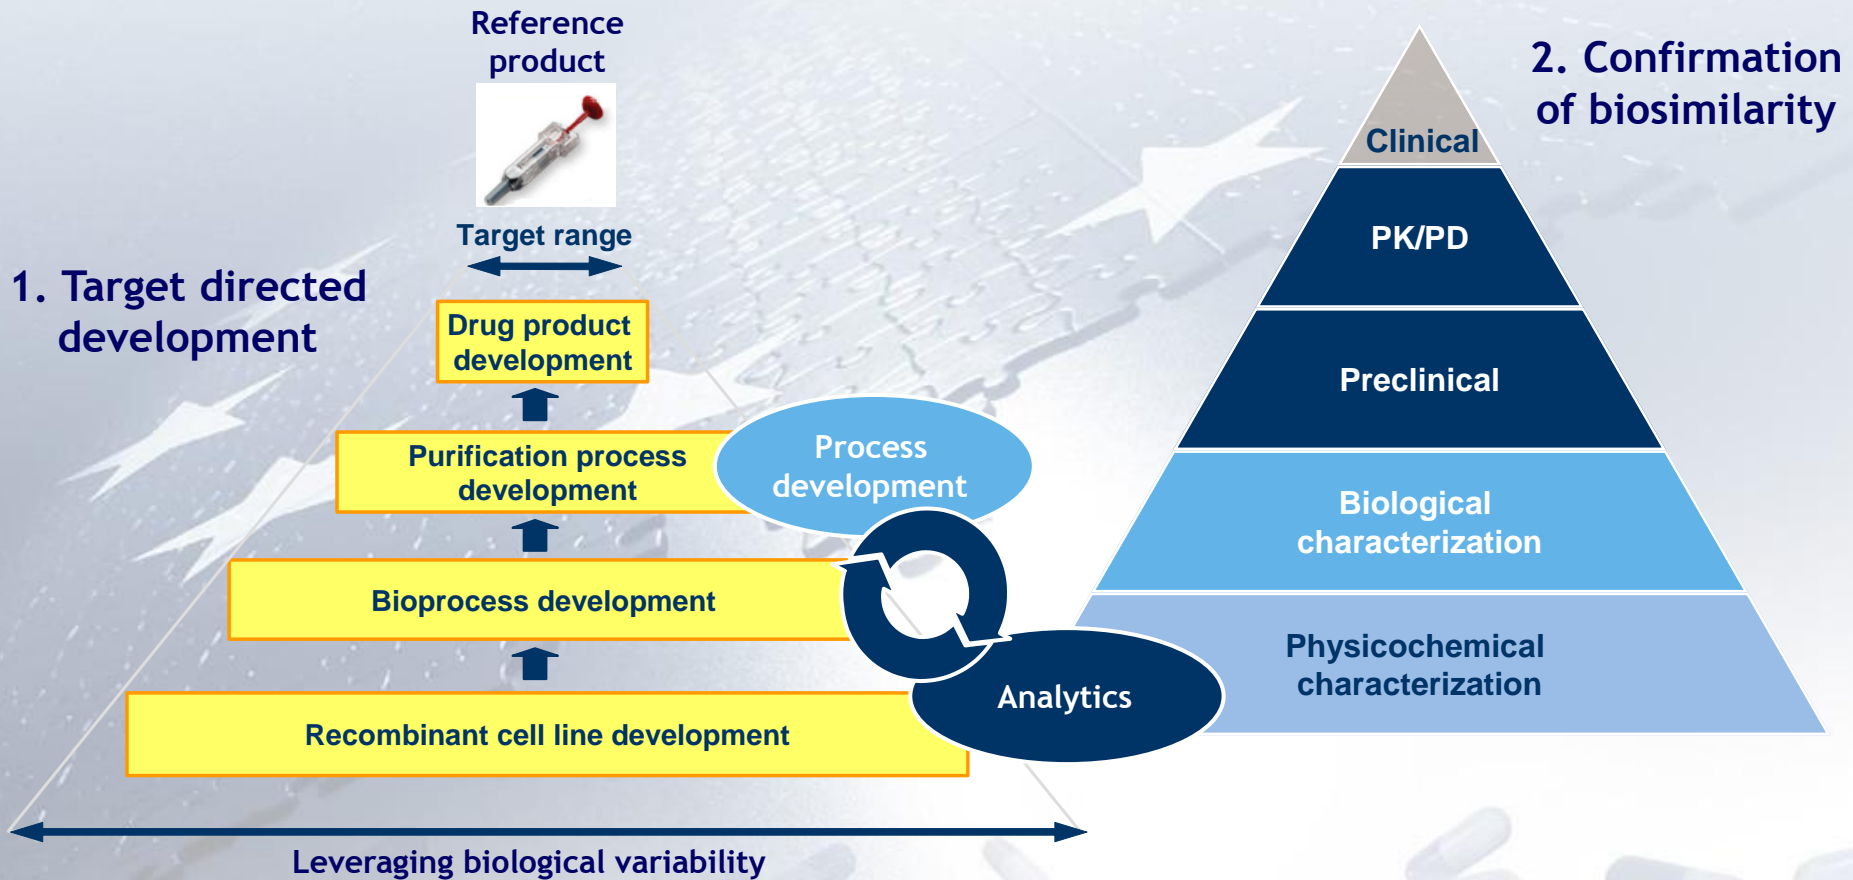 Reference
product
Target range
1. Target directed
development
Drug product
development
Purification process
development
Bioprocess development
Recombinant cell line development
Leveraging biological variability
Process
development
Analytics
2. Confirmation
of biosimilarity
Clinical
PK/PD
Preclinical
Biological
characterization
Physicochemical
characterization